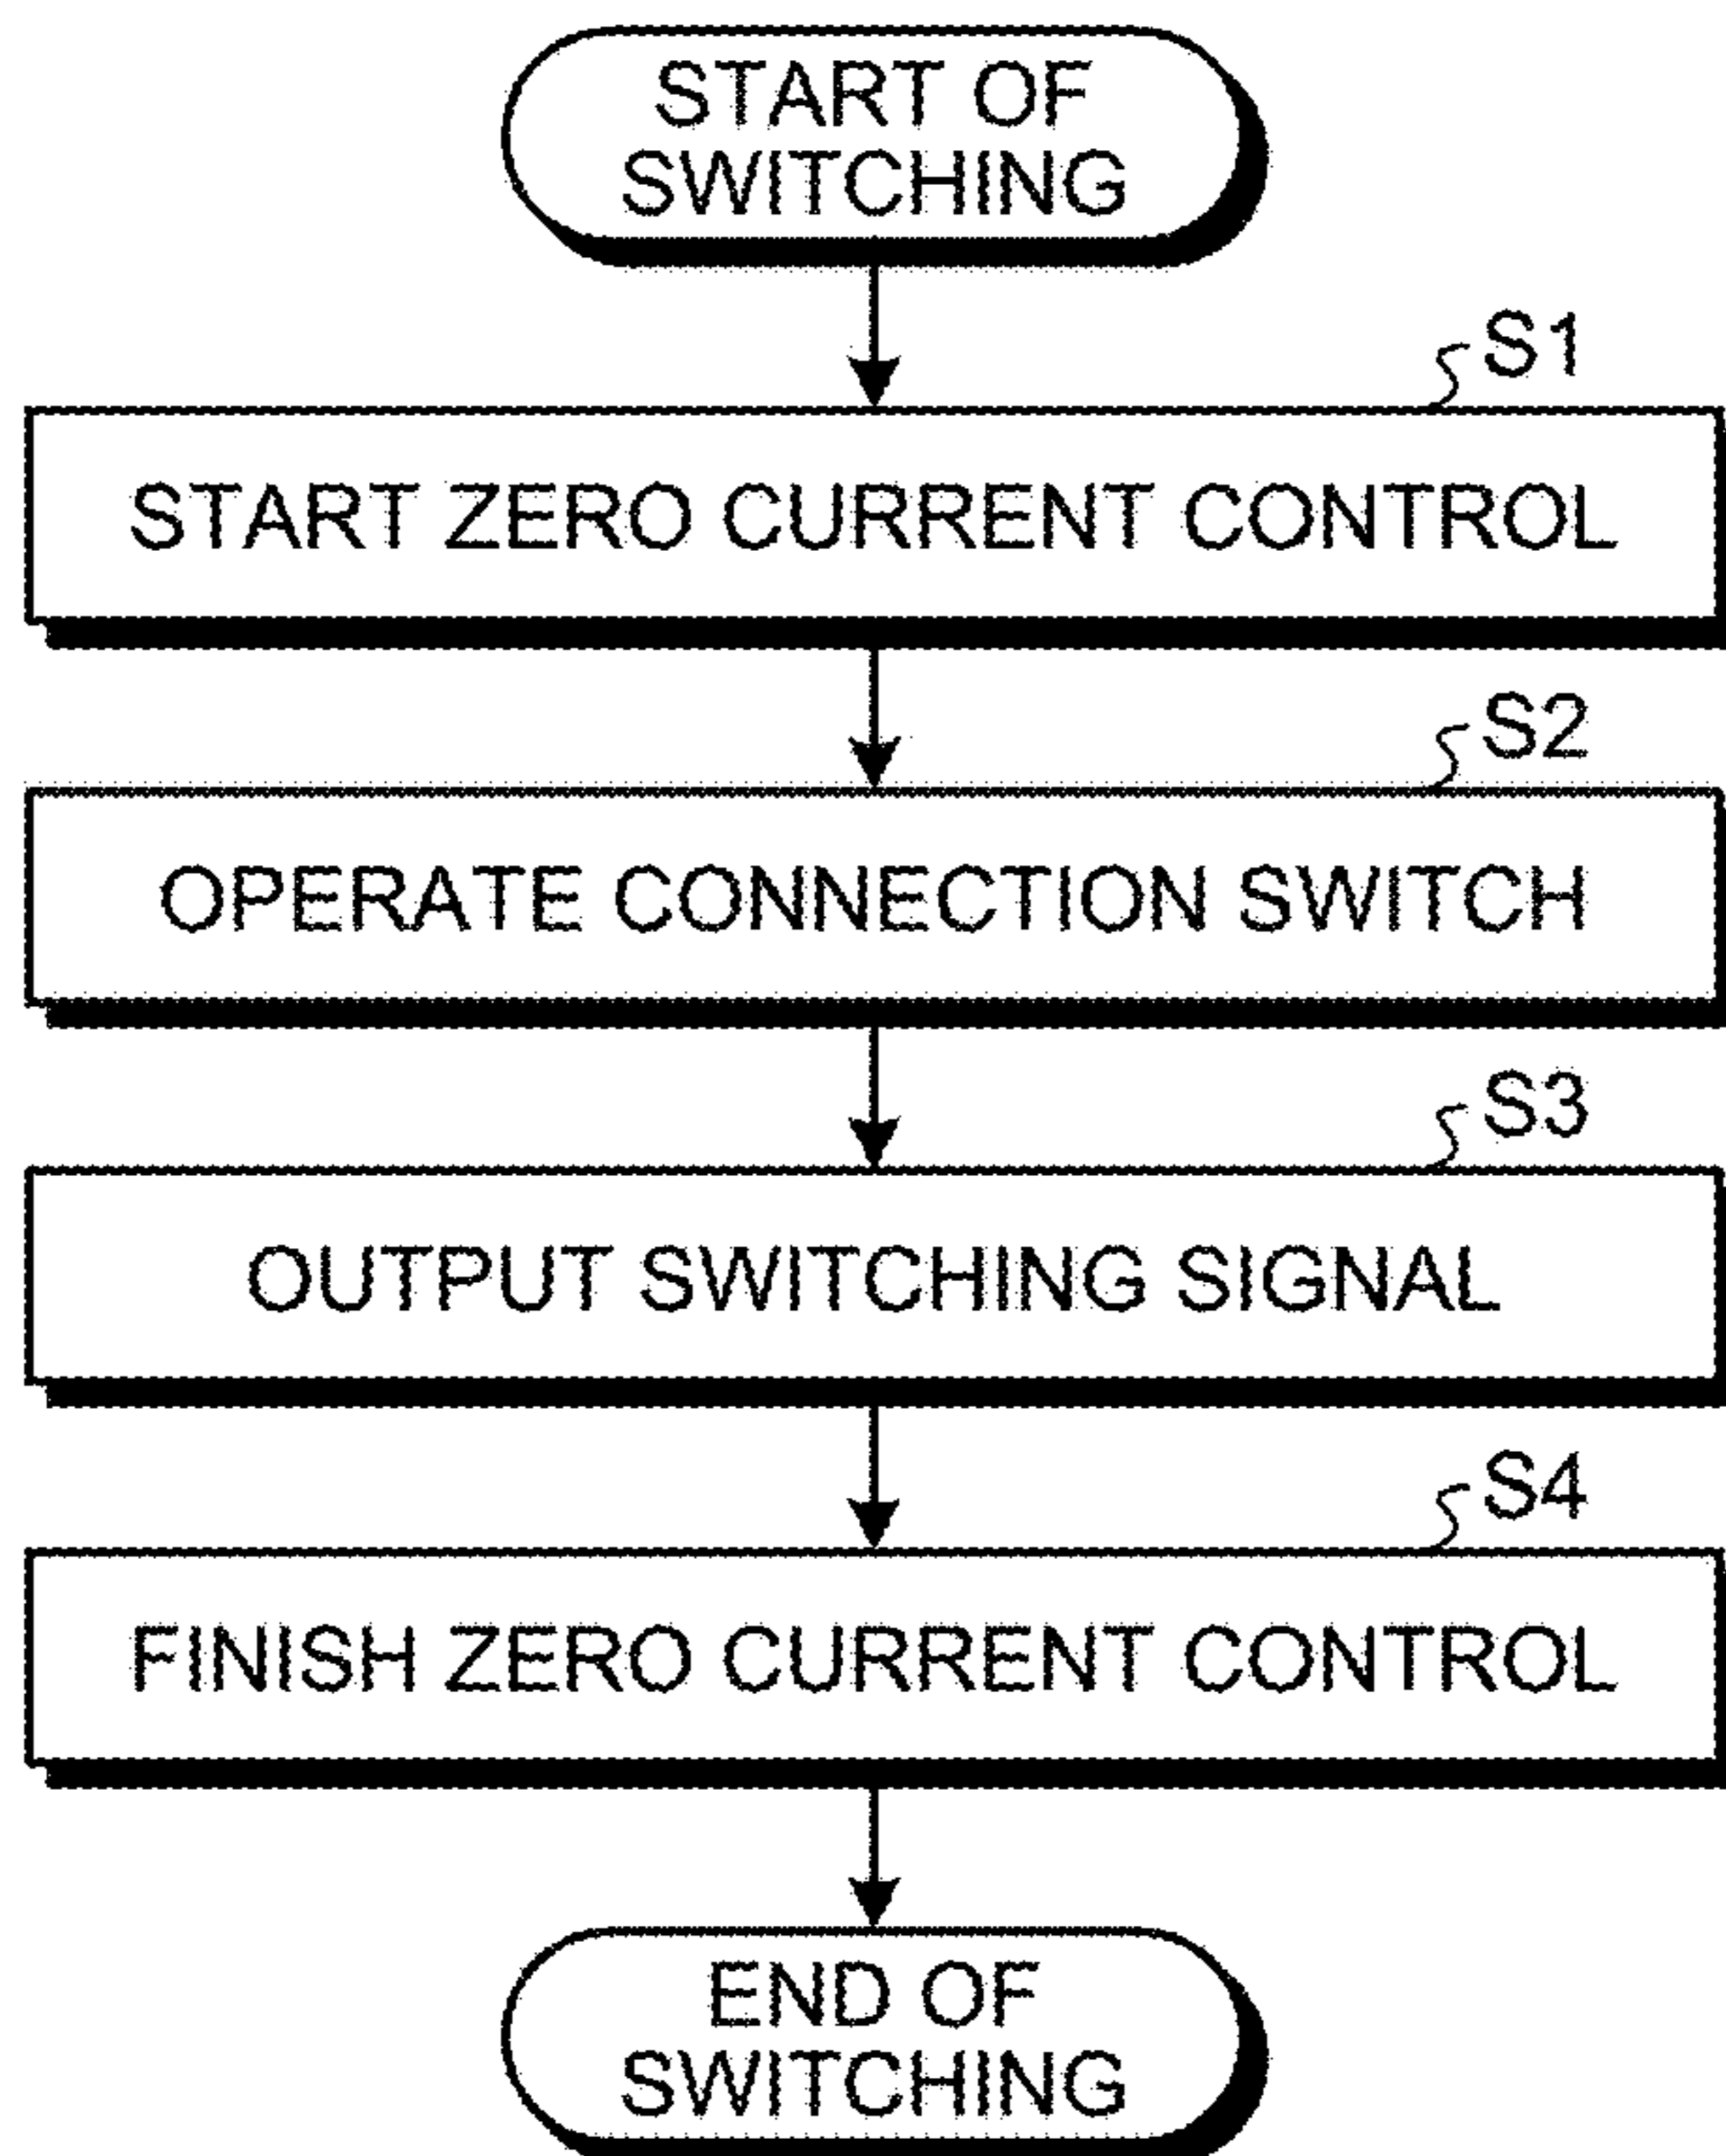 START OF
SWITCHING
S1
START ZERO CURRENT CONTROL
S2
OPERATE CONNECTION SWITCH
S3
OUTPUT SWITCHING SIGNAL
S4
FINISH ZERO CURRENT CONTROL
END OF
SWITCHING